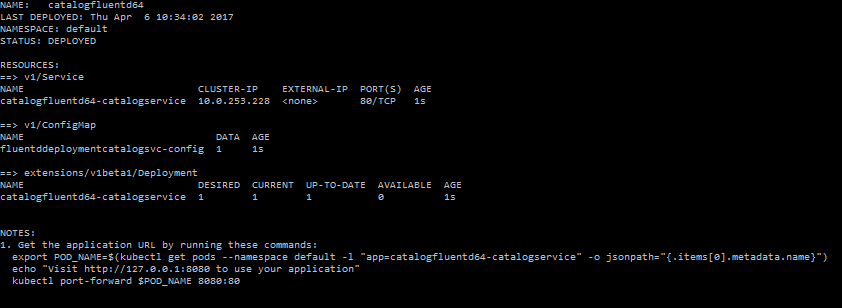 NAME:   catalogfluentd64
LAST DEPLOYED: Thu Apr  6 10:34:02 2017
NAMESPACE: default
STATUS: DEPLOYED

RESOURCES:
==> v1/Service
NAME                             CLUSTER-IP    EXTERNAL-IP  PORT(S)  AGE
catalogfluentd64-catalogservice  10.0.253.228  <none>       80/TCP   1s

==> v1/ConfigMap
NAME                                DATA  AGE
fluentddeploymentcatalogsvc-config  1     1s

==> extensions/v1beta1/Deployment
NAME                             DESIRED  CURRENT  UP-TO-DATE  AVAILABLE  AGE
catalogfluentd64-catalogservice  1        1        1           0          1s


NOTES:
1. Get the application URL by running these commands:
  export POD_NAME=$(kubectl get pods --namespace default -l "app=catalogfluentd64-catalogservice" -o jsonpath="{.items[0].metadata.name}")
  echo "Visit http://127.0.0.1:8080 to use your application"
  kubectl port-forward $POD_NAME 8080:80